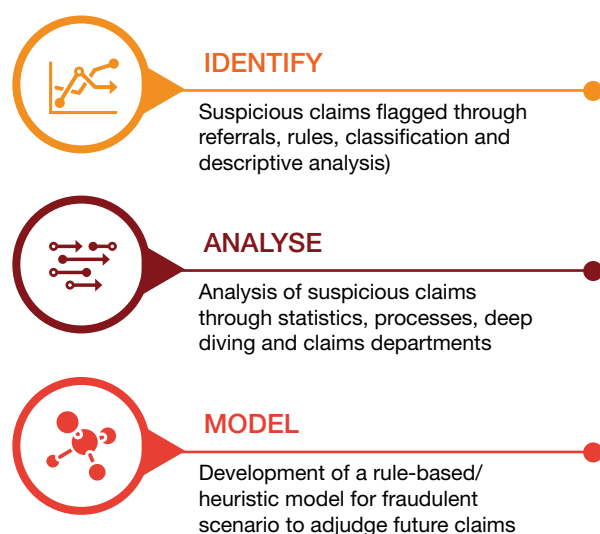 IDENTIFY
Suspicious claims flagged through
referrals, rules, classification and
descriptive analysis)
ANALYSE
Analysis of suspicious claims
through statistics, processes, deep
diving and claims departments
MODEL
Development of a rule-based/
heuristic model for fraudulent
scenario to adjudge future claims